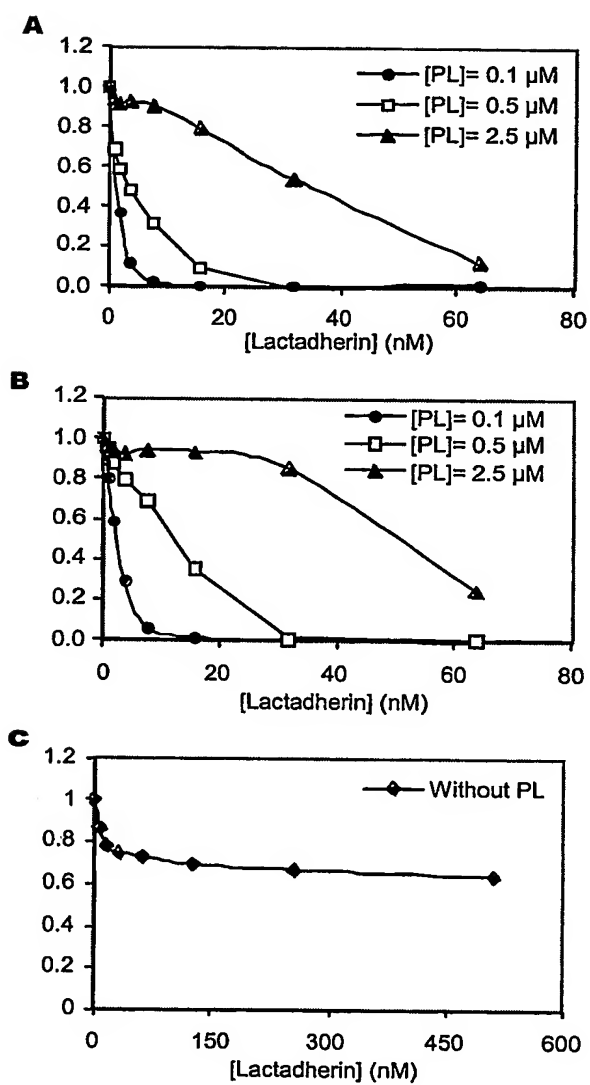 A
1.2
1.0
0.8
0.6
0.4
0.2
0.0
[PL]= 0.1 µM
[PL]= 0.5 µM
[PL]= 2.5 µM
0 20 40 60 80
[Lactadherin] (nM)
B
1.2
1.0
0.8
0.6
0.4
0.2
0.0
[PL]= 0.1 µM
[PL]= 0.5 µM
[PL]= 2.5 µM
0 20 40 60 80
[Lactadherin] (nM)
C
1.2
1
0.8
0.6
0.4
0.2
0
Without PL
0 150 300 450 600
[Lactadherin] (nM)